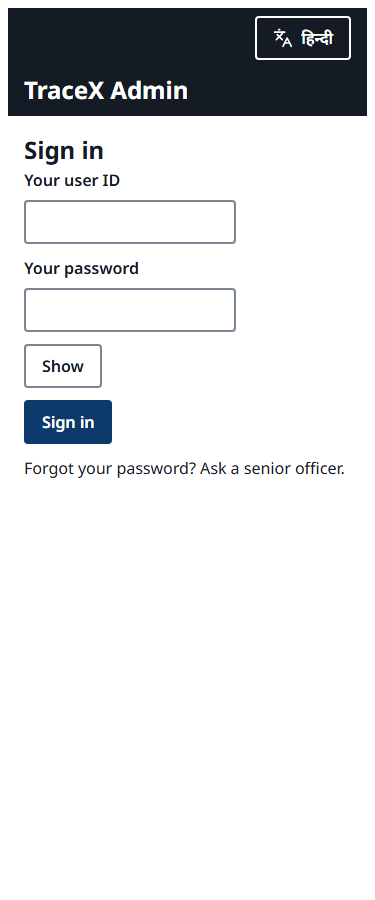 हिन्दी
TraceX Admin
Sign in
Your user ID
Your password
Show
Sign in
Forgot your password? Ask a senior officer.